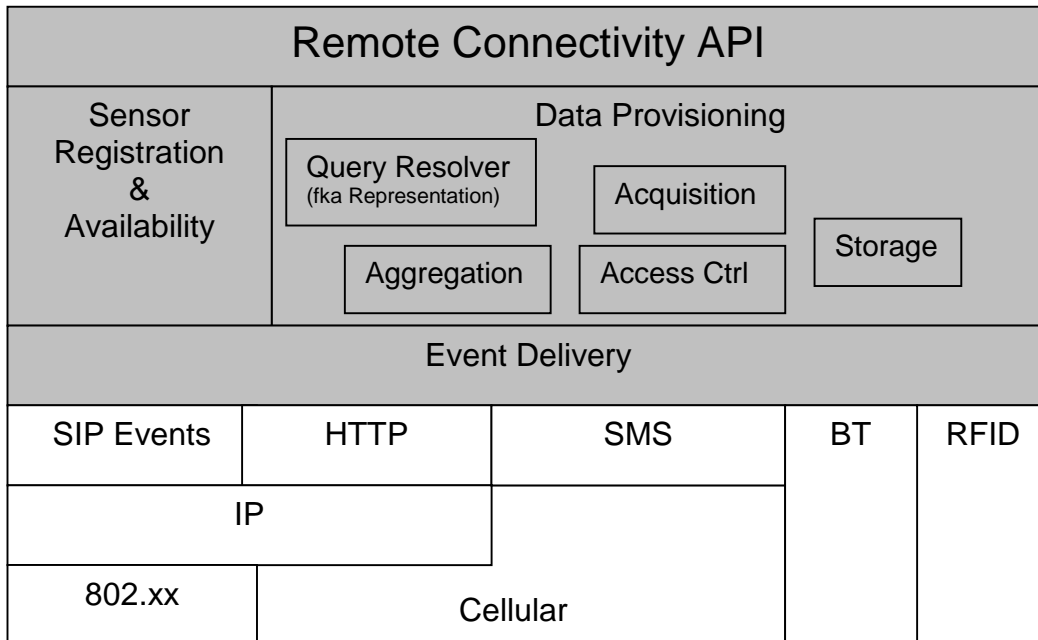 Remote Connectivity API
Sensor
Registration
&
Availability
Data Provisioning
Query Resolver
(fka Representation)
Acquisition
Storage
Aggregation
Access Ctrl
Event Delivery
SIP Events
HTTP
SMS
BT
RFID
IP
802.xx
Cellular